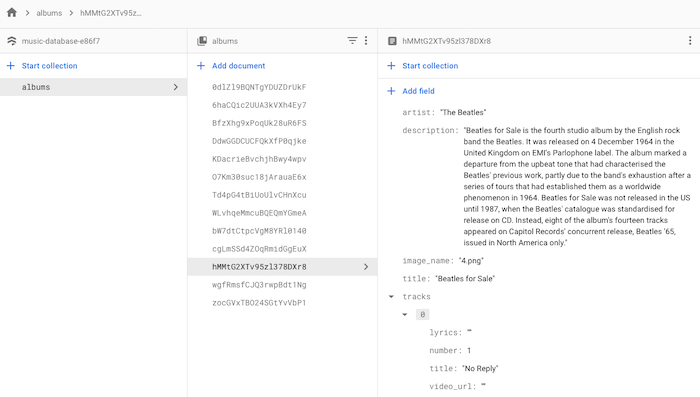 albums
hMMtG2XTv95z…
music-database-e86f7
albums
hMMtG2XTv95zl378DXr8
Start collection
Add document
Start collection
albums
0dlZl9BQNTgYDUZOrUkF
6haCQic2UUA3kVXh4Ey7
BfzXhg9xPoqUk28uR6FS
DdwGGDCUCFQkXfP0qjke
KDacrieBvchjhBwy4wpv
O7Km30suc18jArauaE6x
Td4pG4tBiUoUlvCHnXcu
WLvhqeMmcuBQEQmYGmeA
bW7dtCtpcVgM8YRl0140
cgLmSSd4ZOqRmidGgEuX
hMMtG2XTv95zl378DXr8
wgfRmsfCJQ3rwpBdt1Ng
zocGVxTBO24SGtYvVbP1
Add field
artist: "The Beatles"
description: "Beatles for Sale is the fourth studio album by the English rock
band the Beatles. It was released on 4 December 1964 in
the United Kingdom on EMI's Parlophone label. The album marked a
departure from the upbeat tone that had characterised the
Beatles' previous work, partly due to the band's exhaustion after a
series of tours that had established them as a worldwide
phenomenon in 1964. Beatles for Sale was not released in the US
until 1987, when the Beatles' catalogue was standardised for
release on CD. Instead, eight of the album's fourteen tracks
appeared on Capitol Records' concurrent release, Beatles '65,
issued in North America only."
image_name: "4.png"
title: "Beatles for Sale"
tracks
0
lyrics: ""
number: 1
title: "No Reply"
video_url: ""